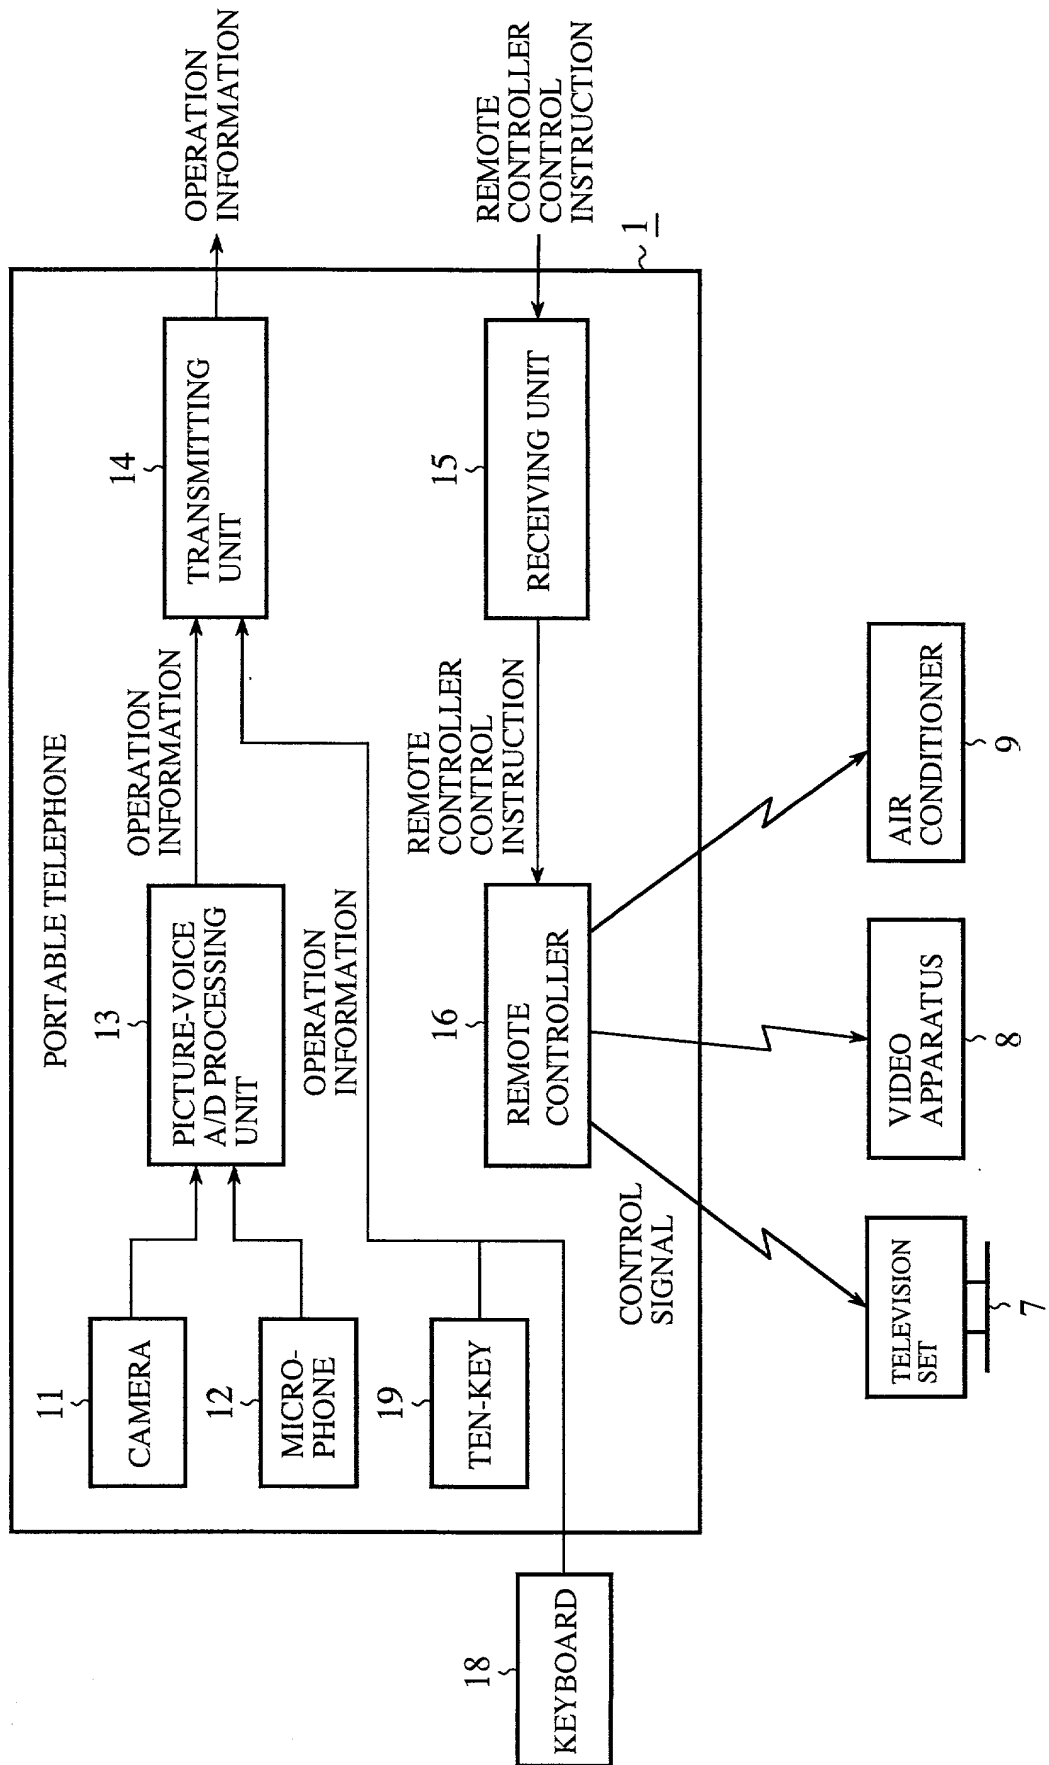 PORTABLE TELEPHONE
11
CAMERA
12
MICRO-
PHONE
19
TEN-KEY
18
KEYBOARD
13
PICTURE-VOICE
A/D PROCESSING
UNIT
OPERATION
INFORMATION
OPERATION
INFORMATION
14
TRANSMITTING
UNIT
OPERATION
INFORMATION
REMOTE
CONTROLLER
CONTROL
INSTRUCTION
15
RECEIVING UNIT
REMOTE
CONTROLLER
CONTROL
INSTRUCTION
16
REMOTE
CONTROLLER
1
CONTROL
SIGNAL
TELEVISION
SET
7
VIDEO
APPARATUS
8
AIR
CONDITIONER
9